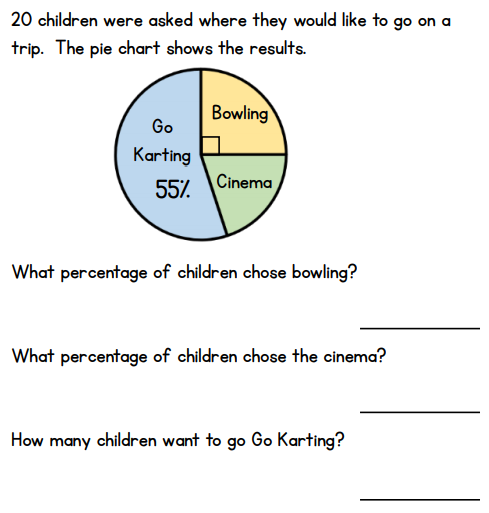 20 children were asked where they would like to go on a
trip. The pie chart shows the results.
Bowling
Go
Karting
55%
Cinema
What percentage of children chose bowling?
What percentage of children chose the cinema?
How many children want to go Go Karting?